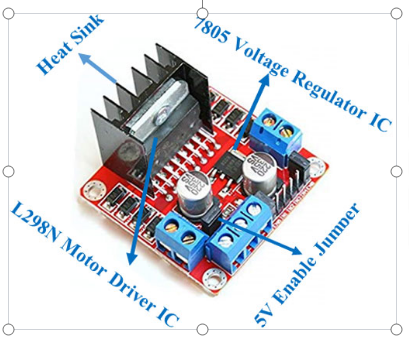 Heat Sink
7805 Voltage Regulator IC
L298N Motor Driver IC
5V Enable Jumper